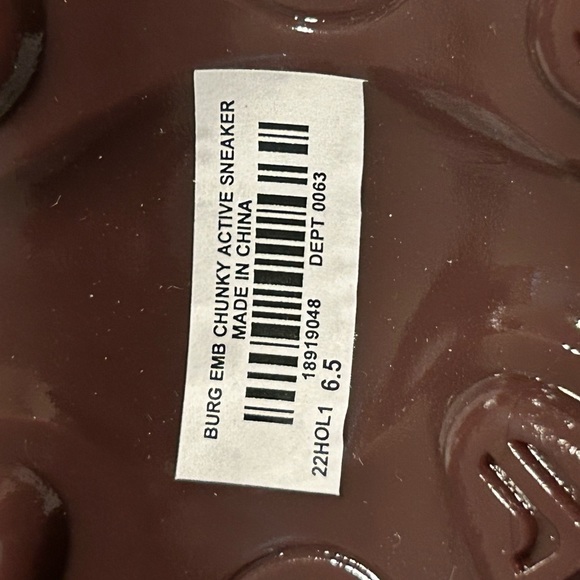 BURG EMB CHUNKY ACTIVE SNEAKER
MADE IN CHINA
18919048 DEPT 0063
22HOL1 6.5